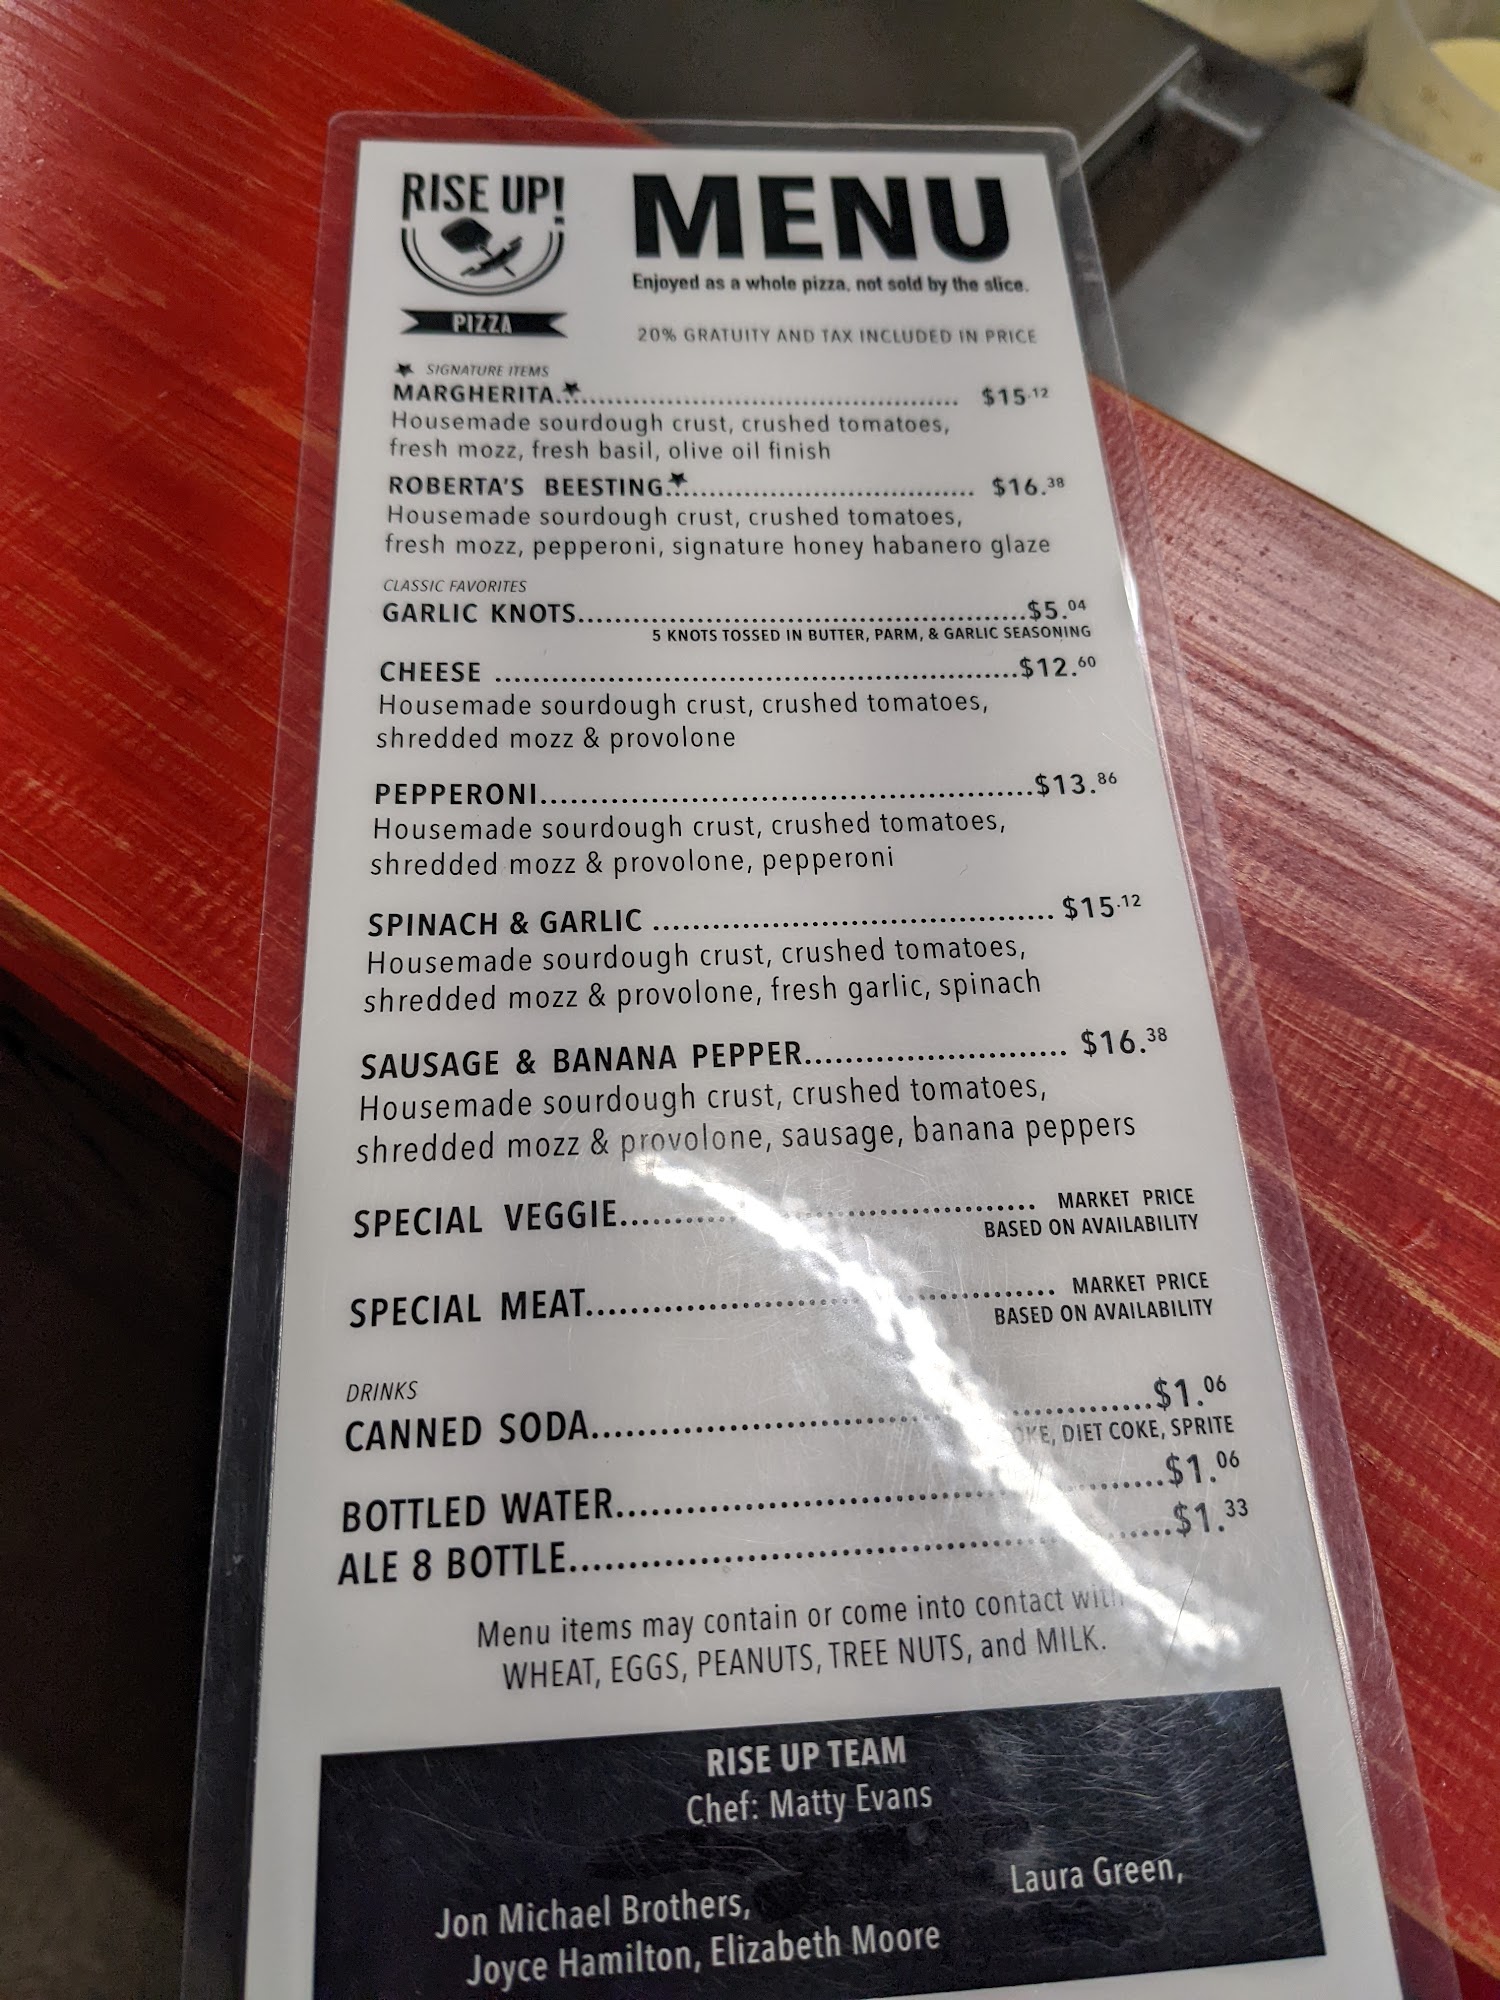 RISE UP!
PIZZA
MENU
Enjoyed as a whole pizza, not sold by the slice.
20% GRATUITY AND TAX INCLUDED IN PRICE
★ SIGNATURE ITEMS
MARGHERITA★........................................ $15.12
Housemade sourdough crust, crushed tomatoes,
fresh mozz, fresh basil, olive oil finish
ROBERTA'S BEESTING★.............................. $16.38
Housemade sourdough crust, crushed tomatoes,
fresh mozz, pepperoni, signature honey habanero glaze
CLASSIC FAVORITES
GARLIC KNOTS.............................................$5.04
5 KNOTS TOSSED IN BUTTER, PARM, & GARLIC SEASONING
CHEESE ....................................................$12.60
Housemade sourdough crust, crushed tomatoes,
shredded mozz & provolone
PEPPERONI.................................................$13.86
Housemade sourdough crust, crushed tomatoes,
shredded mozz & provolone, pepperoni
SPINACH & GARLIC ........................................ $15.12
Housemade sourdough crust, crushed tomatoes,
shredded mozz & provolone, fresh garlic, spinach
SAUSAGE & BANANA PEPPER.......................... $16.38
Housemade sourdough crust, crushed tomatoes,
shredded mozz & provolone, sausage, banana peppers
SPECIAL VEGGIE........................................ MARKET PRICE
BASED ON AVAILABILITY
SPECIAL MEAT............................................ MARKET PRICE
BASED ON AVAILABILITY
DRINKS
CANNED SODA.................................................$1.06
DIET COKE, SPRITE
BOTTLED WATER................................................$1.06
ALE 8 BOTTLE....................................................$1.33
Menu items may contain or come into contact with
WHEAT, EGGS, PEANUTS, TREE NUTS, and MILK.
RISE UP TEAM
Chef: Matty Evans
Laura Green,
Jon Michael Brothers,
Joyce Hamilton, Elizabeth Moore